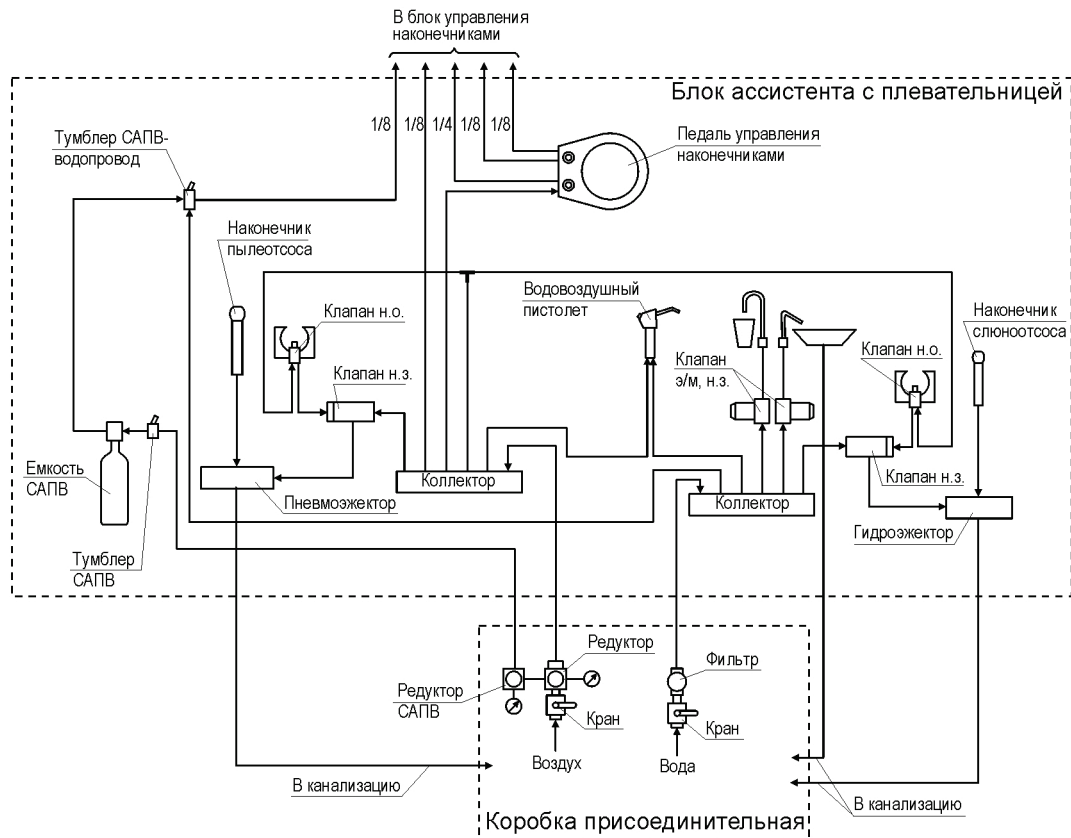 В блок управления
наконечниками
Блок ассистента с плевательницей
1/8
1/8
1/4
1/8
1/8
Тумблер САПВ-
водопровод
Педаль управления
наконечниками
Наконечник
пылеотсоса
Водовоздушный
пистолет
Наконечник
слюноотсоса
Клапан н.о.
Клапан н.з.
Клапан
э/м, н.з.
Клапан н.о.
Емкость
САПВ
Коллектор
Клапан н.з.
Пневмоэжектор
Коллектор
Гидроэжектор
Тумблер
САПВ
Редуктор
Фильтр
Редуктор
САПВ
Кран
Кран
Воздух
Вода
В канализацию
В канализацию
Коробка присоединительная